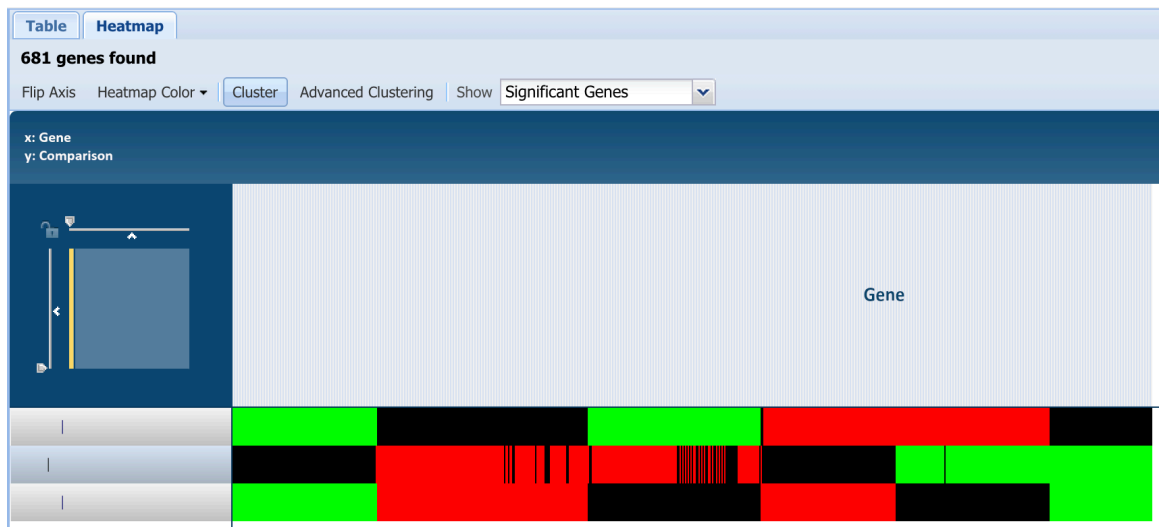 Table Heatmap
681 genes found
Flip Axis Heatmap Color Cluster Advanced Clustering Show Significant Genes
x: Gene
y: Comparison
Gene